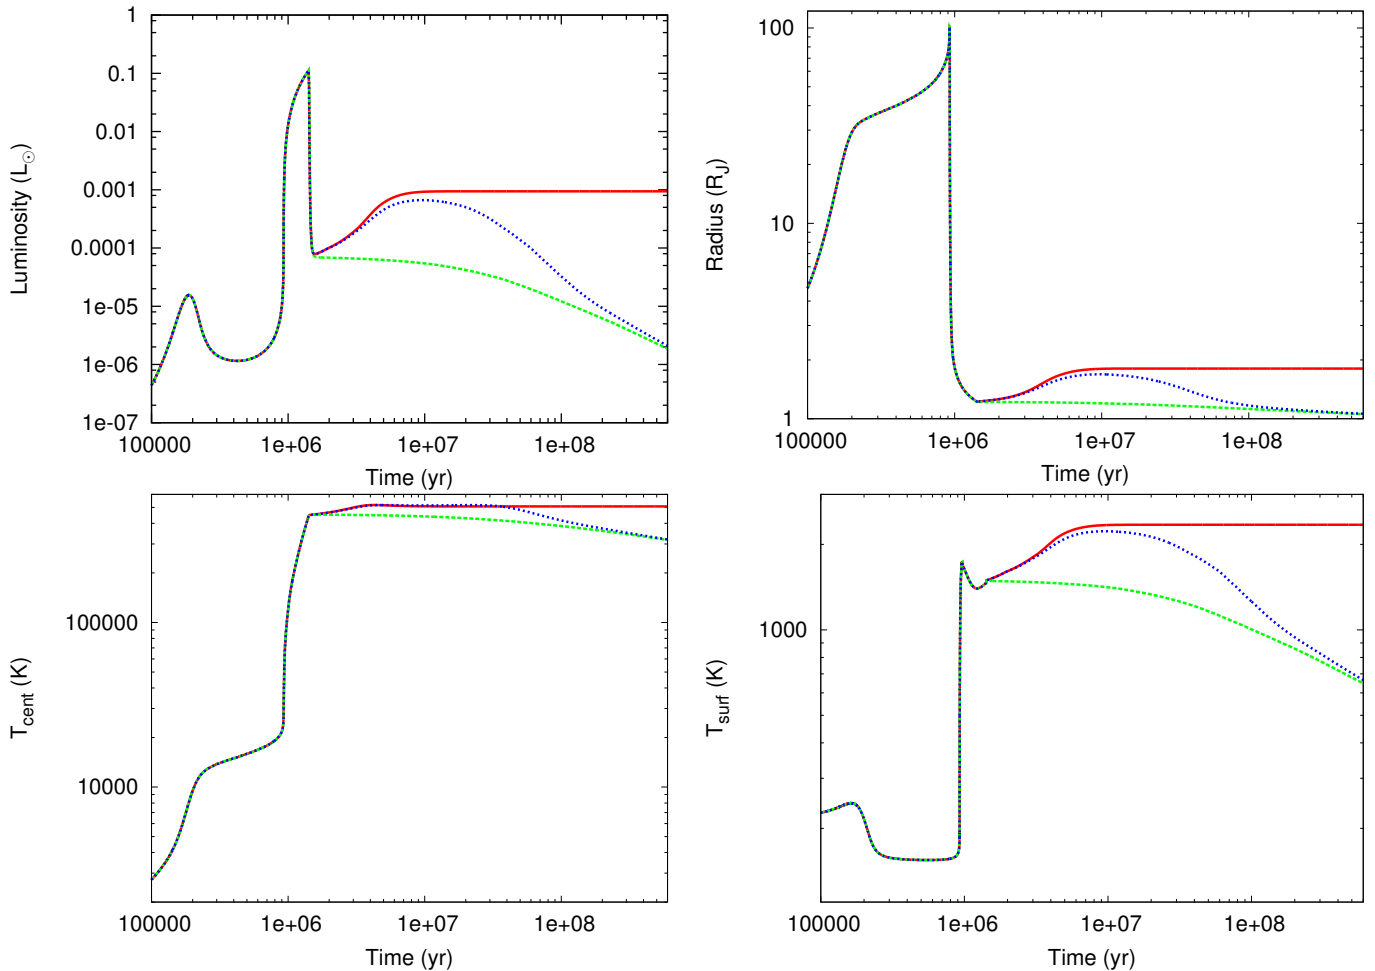 1
0.1
0.01
0.001
0.0001
1e-05
1e-06
1e-07
Luminosity (L☉)
100000 1e+06 1e+07 1e+08
Time (yr)
100
10
1
Radius (RJ)
100000 1e+06 1e+07 1e+08
Time (yr)
100000
10000
Tcent (K)
100000 1e+06 1e+07 1e+08
Time (yr)
1000
Tsurf (K)
100000 1e+06 1e+07 1e+08
Time (yr)